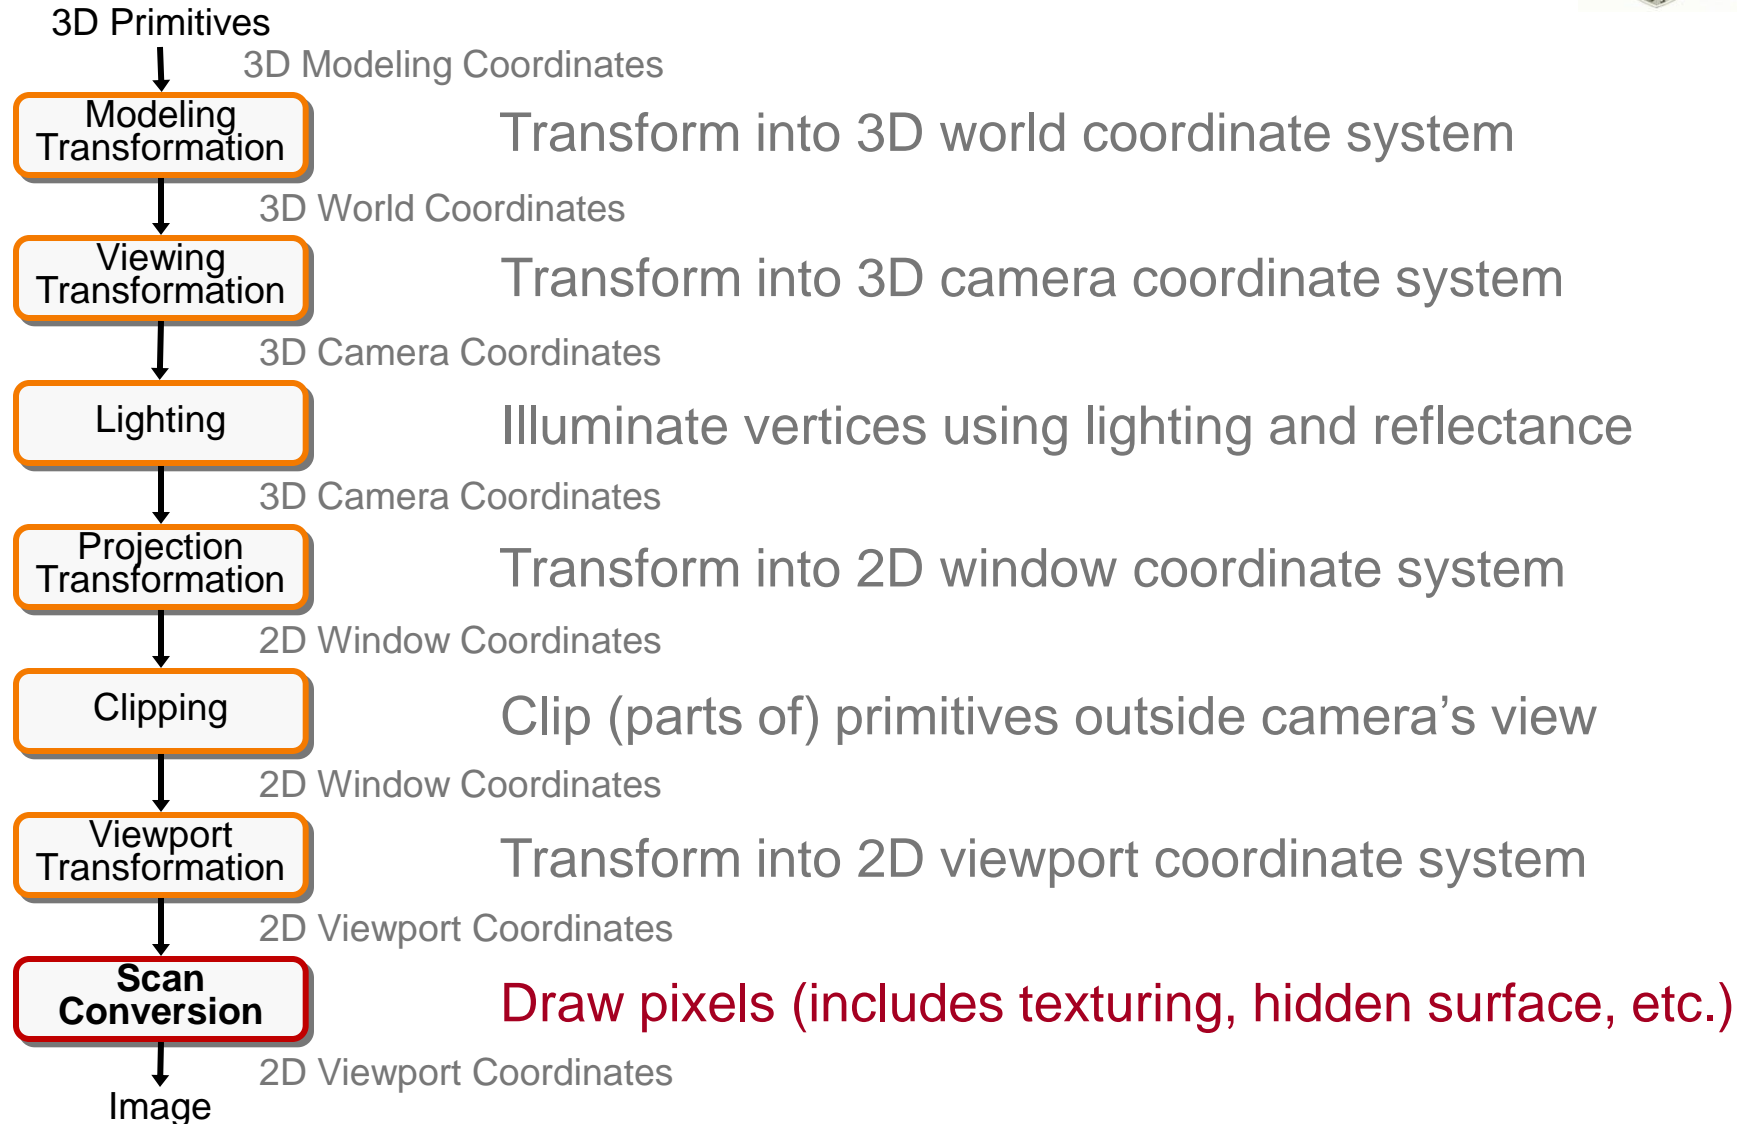 3D Primitives
3D Modeling Coordinates
Modeling
Transformation
Transform into 3D world coordinate system
3D World Coordinates
Viewing
Transformation
Transform into 3D camera coordinate system
3D Camera Coordinates
Lighting
Illuminate vertices using lighting and reflectance
3D Camera Coordinates
Projection
Transformation
Transform into 2D window coordinate system
2D Window Coordinates
Clipping
Clip (parts of) primitives outside camera’s view
2D Window Coordinates
Viewport
Transformation
Transform into 2D viewport coordinate system
2D Viewport Coordinates
Scan
Conversion
Draw pixels (includes texturing, hidden surface, etc.)
2D Viewport Coordinates
Image